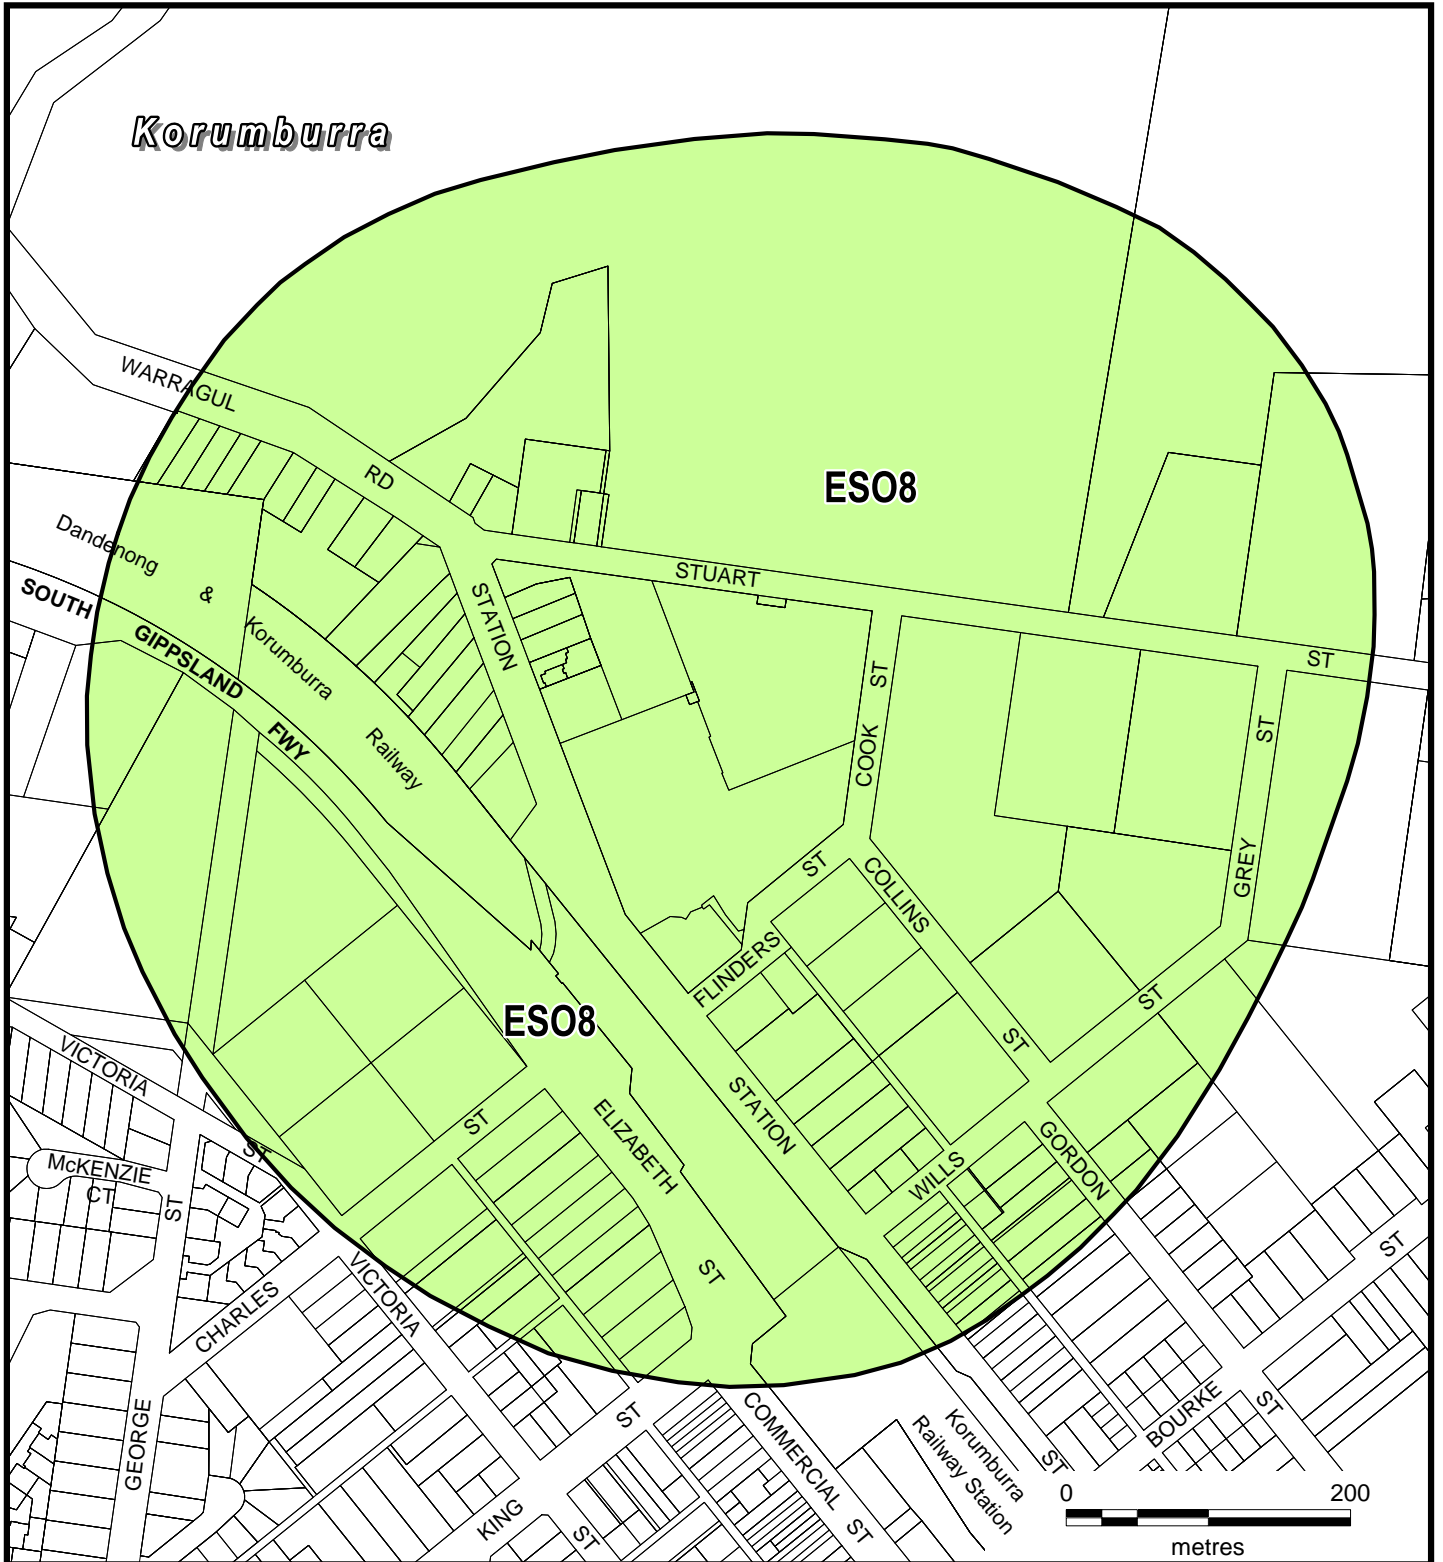 Korumburra
WARRAGUL
RD
ESO8
Dandenong
&
Korumburra
Railway
SOUTH
GIPPSLAND
FWY
STATION
STUART
ST
COOK
ST
GREY
ST
ST
COLLINS
FLINDERS
ST
ST
ESO8
VICTORIA
ST
STATION
ELIZABETH
ST
ST
WILLS
GORDON
McKENZIE
CT
ST
CHARLES
VICTORIA
GEORGE
ST
KING
ST
COMMERCIAL
ST
Korumburra
Railway Station
ST
BOURKE
ST
ST
0 200
metres